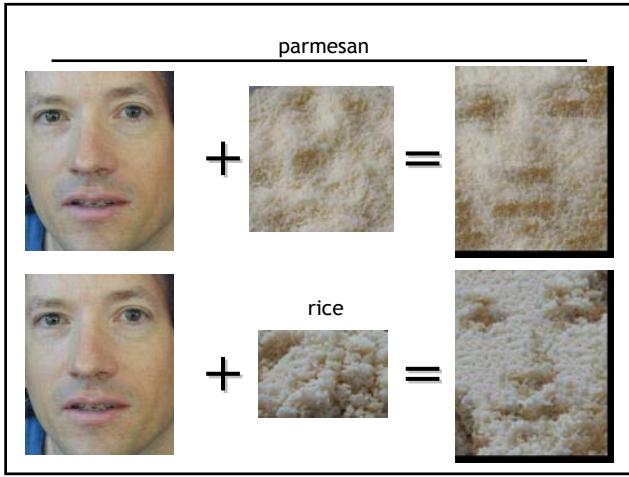 parmesan
+
=
rice
+
=